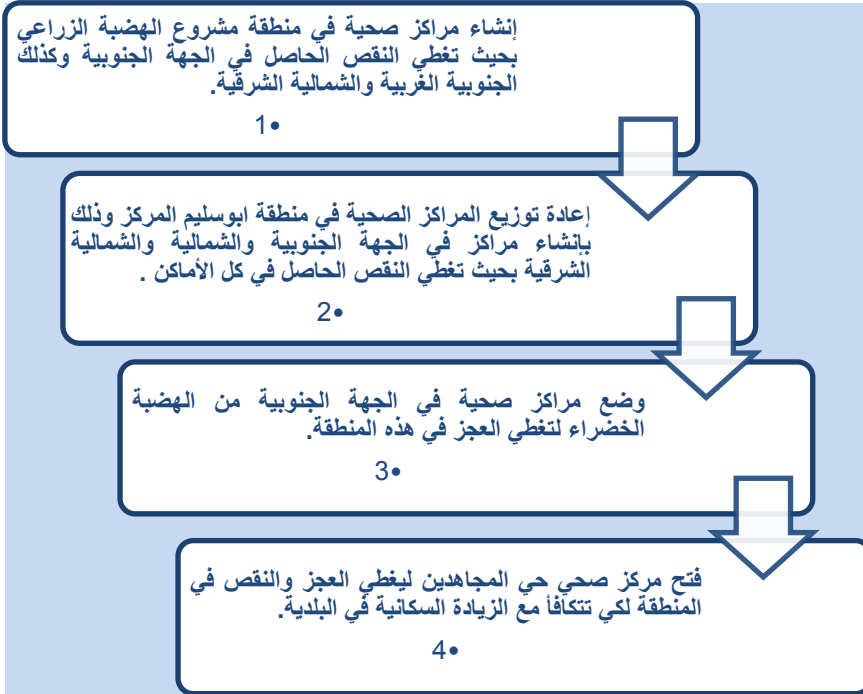 إنشاء مراكز صحية في منطقة مشروع الهضبة الزراعي
بحيث تغطي النقص الحاصل في الجهة الجنوبية وكذلك
الجنوبية الغربية والشمالية الشرقية.
1•
إعادة توزيع المراكز الصحية في منطقة ابوسليم المركز وذلك
بإنشاء مراكز في الجهة الجنوبية والشمالية والشمالية
الشرقية بحيث تغطي النقص الحاصل في كل الأماكن .
2•
وضع مراكز صحية في الجهة الجنوبية من الهضبة
الخضراء لتغطي العجز في هذه المنطقة.
3•
فتح مركز صحي حي المجاهدين ليغطي العجز والنقص في
المنطقة لكي تتكافأ مع الزيادة السكانية في البلدية.
4•